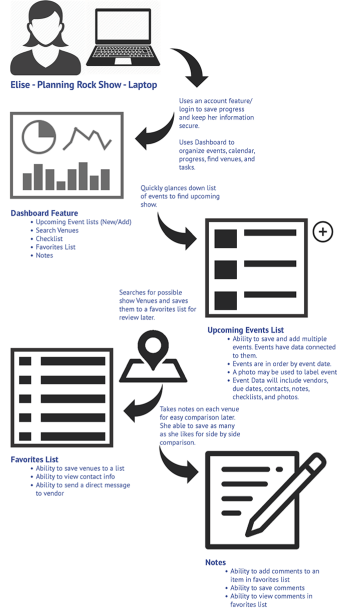 Elise - Planning Rock Show - Laptop
Uses an account feature/
login to save progress
and keep her information
secure.
Uses Dashboard to
organize events, calendar,
progress, find venues, and
tasks.
Quickly glances down list
of events to find upcoming
show.
Dashboard Feature
• Upcoming Event lists (New/Add)
• Search Venues
• Checklist
• Favorites List
• Notes
Searches for possible
show Venues and saves
them to a favorites list for
review later.
Upcoming Events List
• Ability to save and add multiple
events. Events have data connected
to them.
• Events are in order by event date.
• A photo may be used to label event
• Event Data will include vendors,
due dates, contacts, notes,
checklists, and photos.
Takes notes on each venue
for easy comparison later.
She able to save as many
as she likes for side by side
comparison.
Favorites List
• Ability to save venues to a list
• Ability to view contact info
• Ability to send a direct message
to vendor
Notes
• Ability to add comments to an
item in favorites list
• Ability to save comments
• Ability to view comments in
favorites list